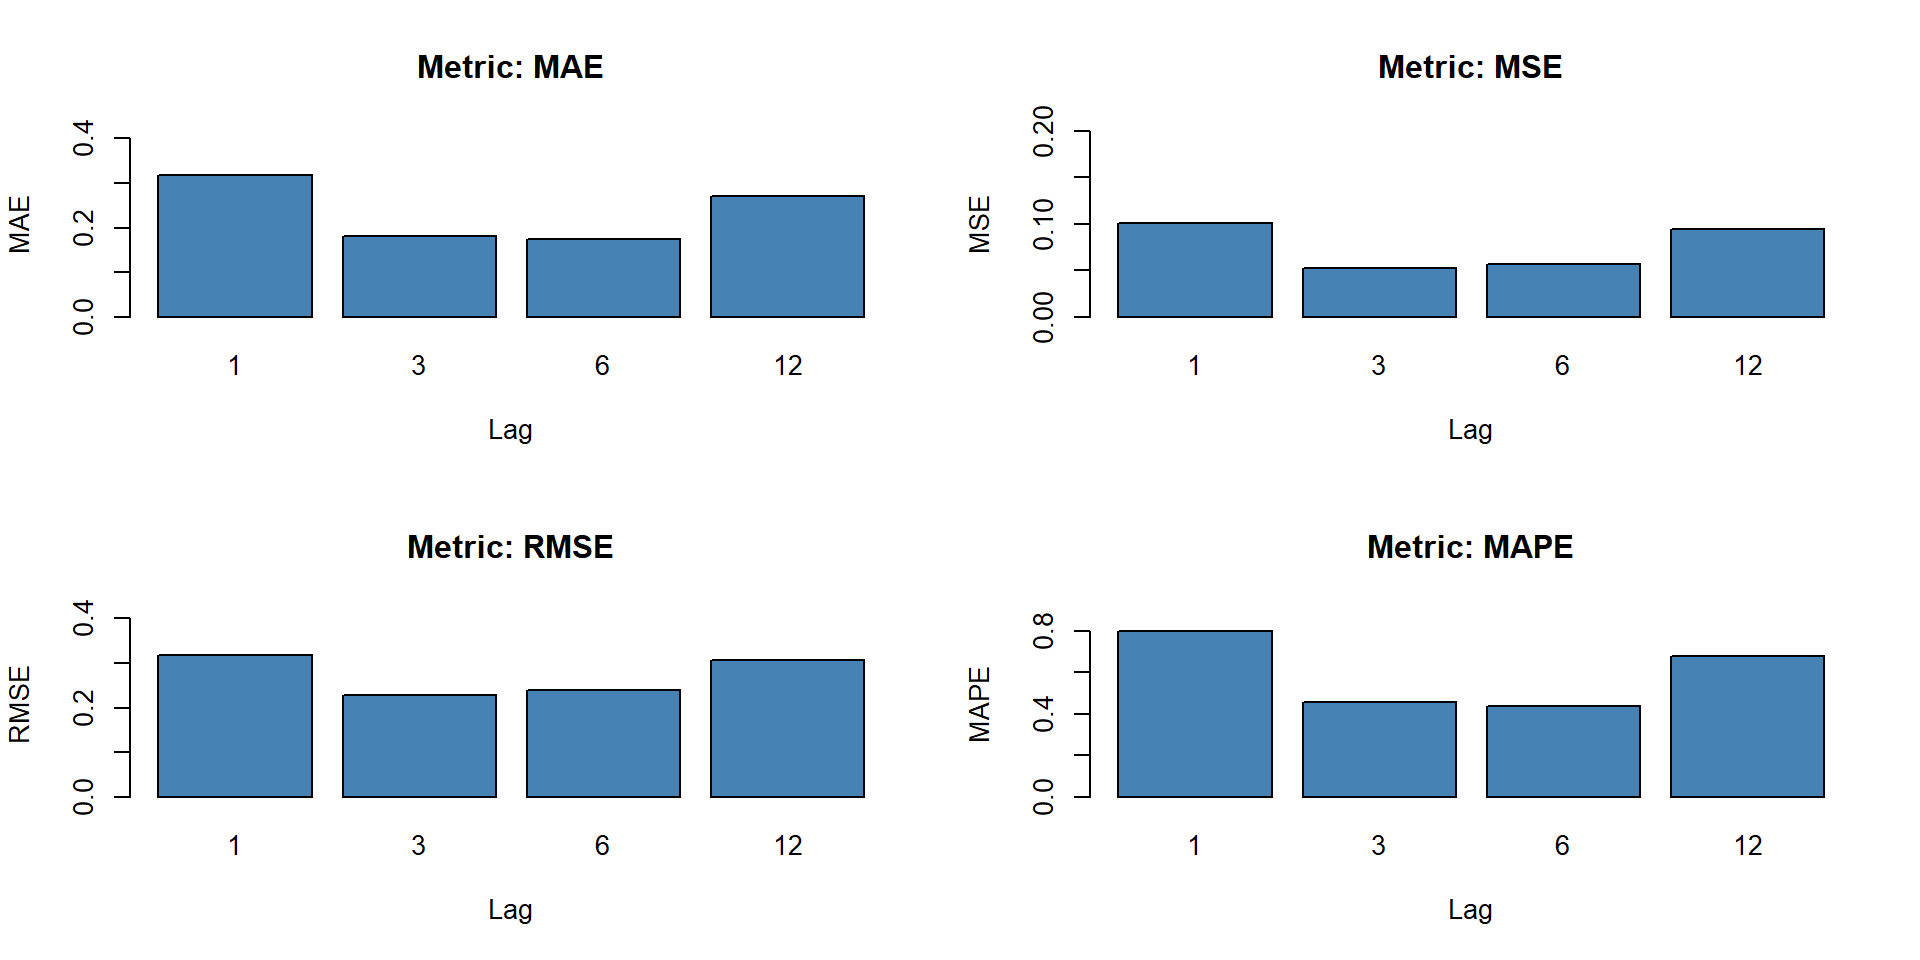 Metric: MAE
MAE
0.0 0.2 0.4
1 3 6 12
Lag
Metric: MSE
MSE
0.00 0.10 0.20
1 3 6 12
Lag
Metric: RMSE
RMSE
0.0 0.2 0.4
1 3 6 12
Lag
Metric: MAPE
MAPE
0.0 0.4 0.8
1 3 6 12
Lag